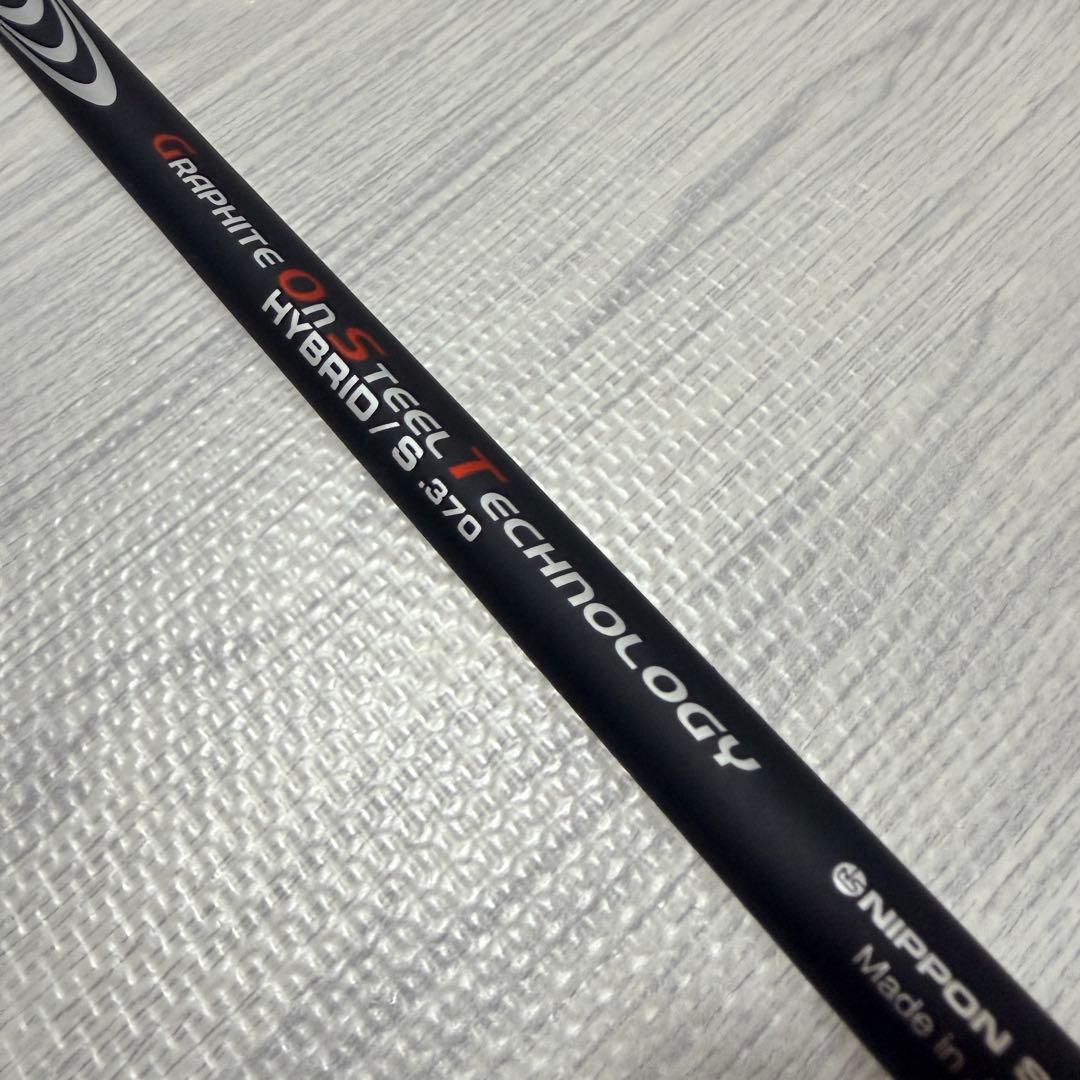 GRAPHITE ON STEEL TECHNOLOGY
HYBRID / S .370
NIPPON S
Made in